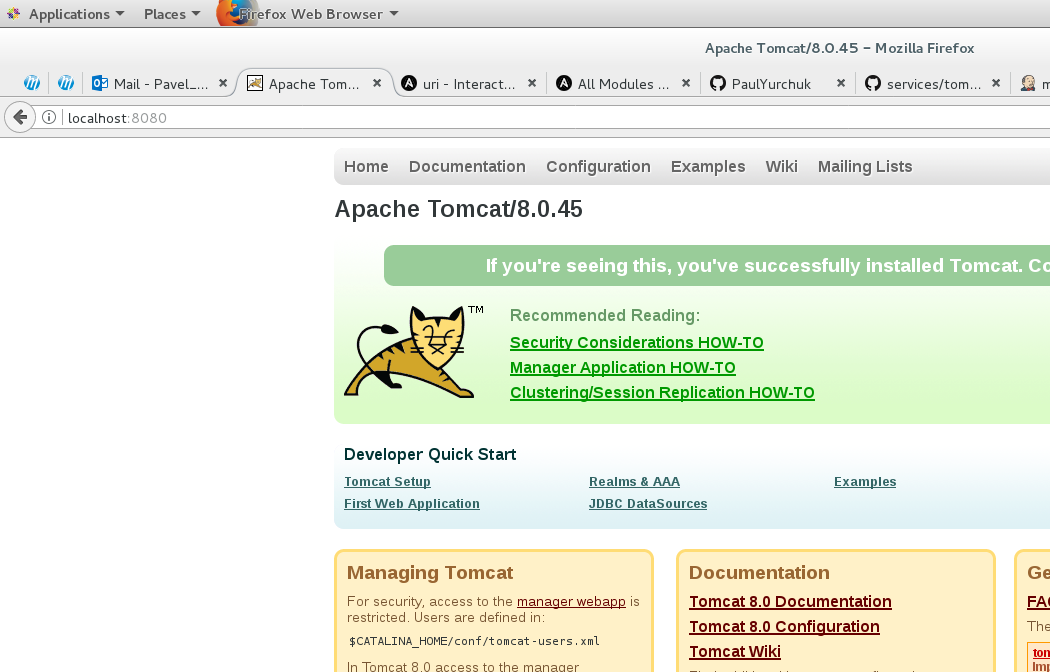 Applications Places Firefox Web Browser
Apache Tomcat/8.0.45 – Mozilla Firefox
Mail - Pavel_... Apache Tom... uri - Interact... All Modules ... PaulYurchuk services/tom... m
localhost:8080
Home Documentation Configuration Examples Wiki Mailing Lists
Apache Tomcat/8.0.45
If you're seeing this, you've successfully installed Tomcat. Co
TM
Recommended Reading:
Security Considerations HOW-TO
Manager Application HOW-TO
Clustering/Session Replication HOW-TO
Developer Quick Start
Tomcat Setup Realms & AAA Examples
First Web Application JDBC DataSources
Managing Tomcat
For security, access to the manager webapp is
restricted. Users are defined in:
$CATALINA_HOME/conf/tomcat-users.xml
In Tomcat 8.0 access to the manager
Documentation
Tomcat 8.0 Documentation
Tomcat 8.0 Configuration
Tomcat Wiki
Ge
FAQ
The
tom
Imp